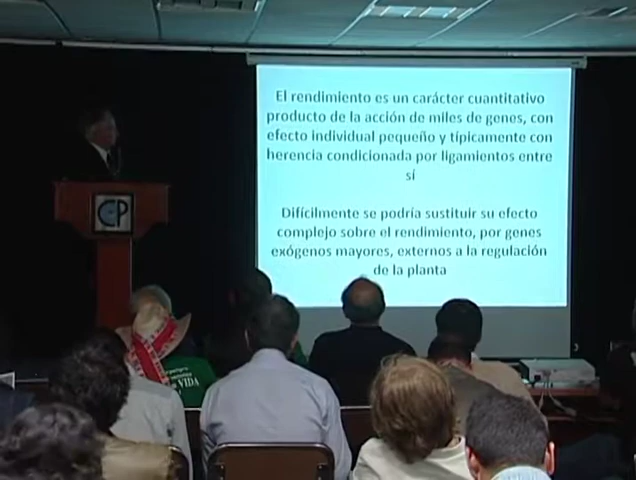 El rendimiento es un carácter cuantitativo
producto de la acción de miles de genes, con
efecto individual pequeño y típicamente con
herencia condicionada por ligamientos entre
sí
Difícilmente se podría sustituir su efecto
complejo sobre el rendimiento, por genes
exógenos mayores, externos a la regulación
de la planta
CP
VIDA